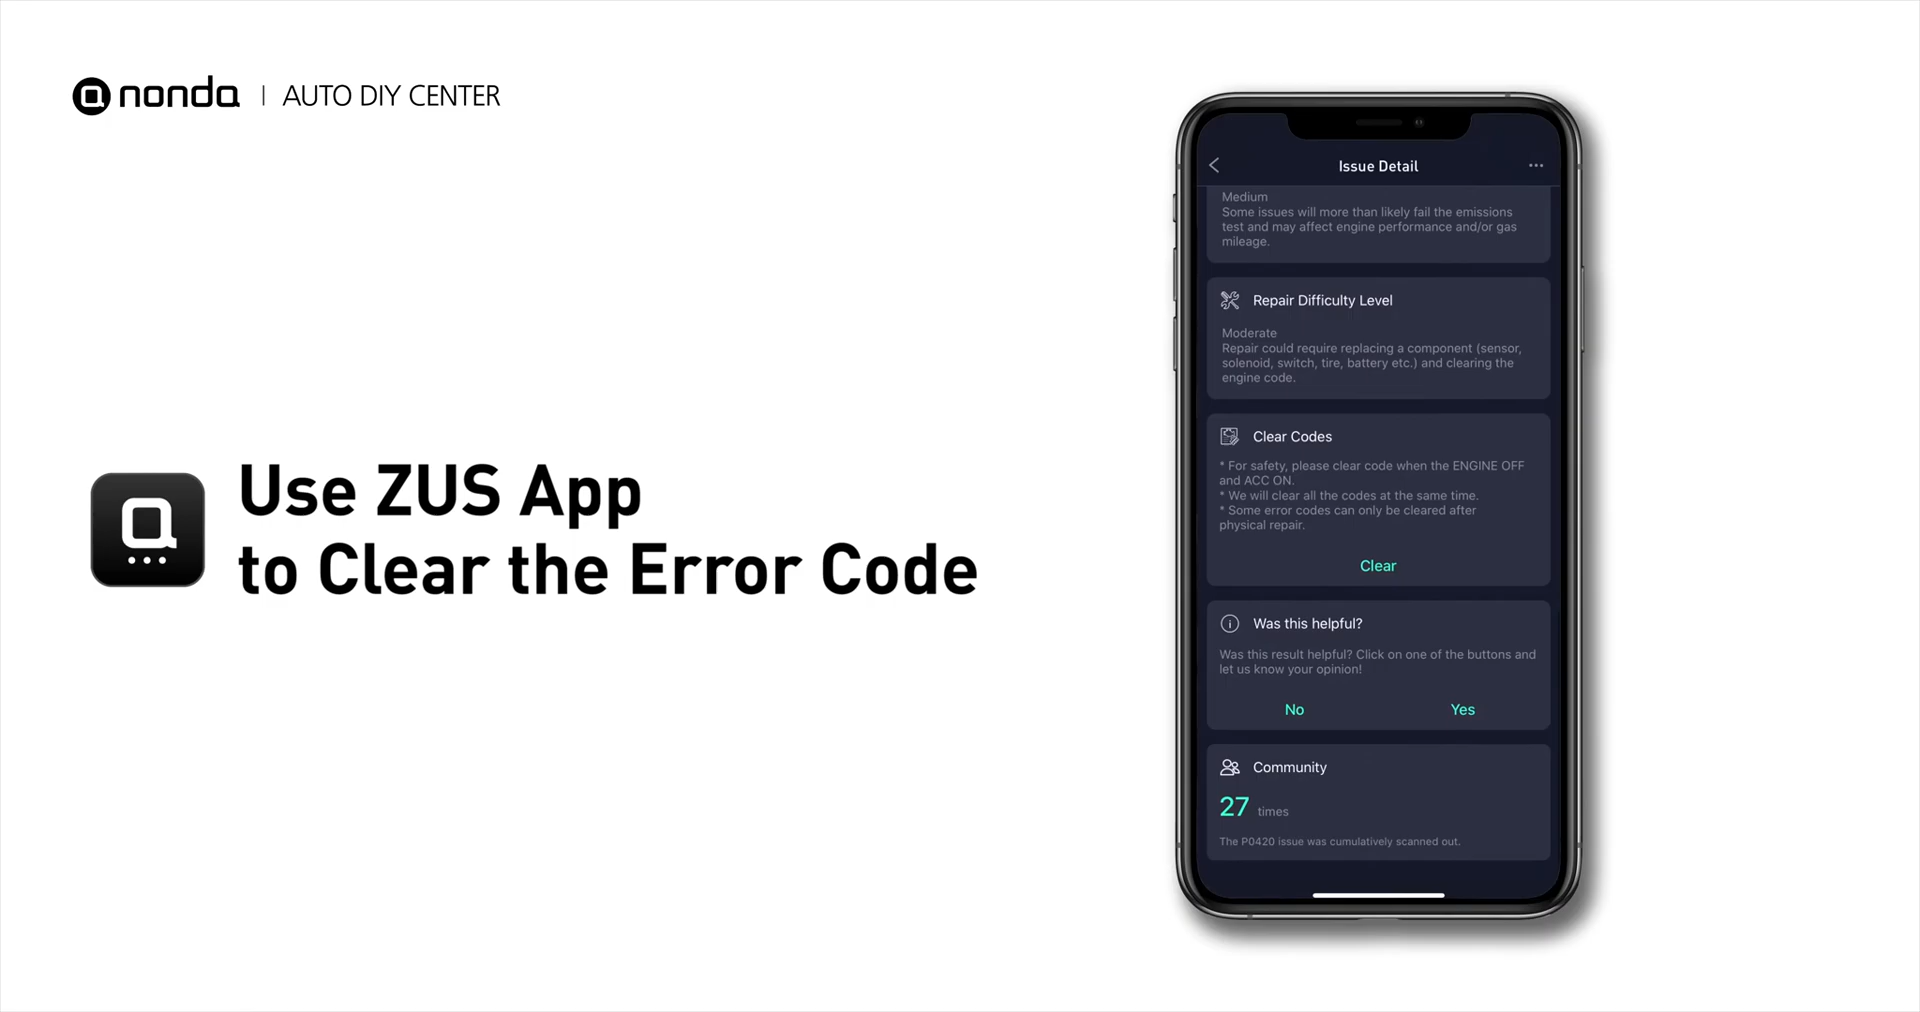 nonda | AUTO DIY CENTER
Use ZUS App
to Clear the Error Code
Issue Detail
Medium
Some issues will more than likely fail the emissions
test and may affect engine performance and/or gas
mileage.
Repair Difficulty Level
Moderate
Repair could require replacing a component (sensor,
solenoid, switch, tire, battery etc.) and clearing the
engine code.
Clear Codes
* For safety, please clear code when the ENGINE OFF
and ACC ON.
* We will clear all the codes at the same time.
* Some error codes can only be cleared after
physical repair.
Clear
Was this helpful?
Was this result helpful? Click on one of the buttons and
let us know your opinion!
No Yes
Community
27 times
The P0420 issue was cumulatively scanned out.